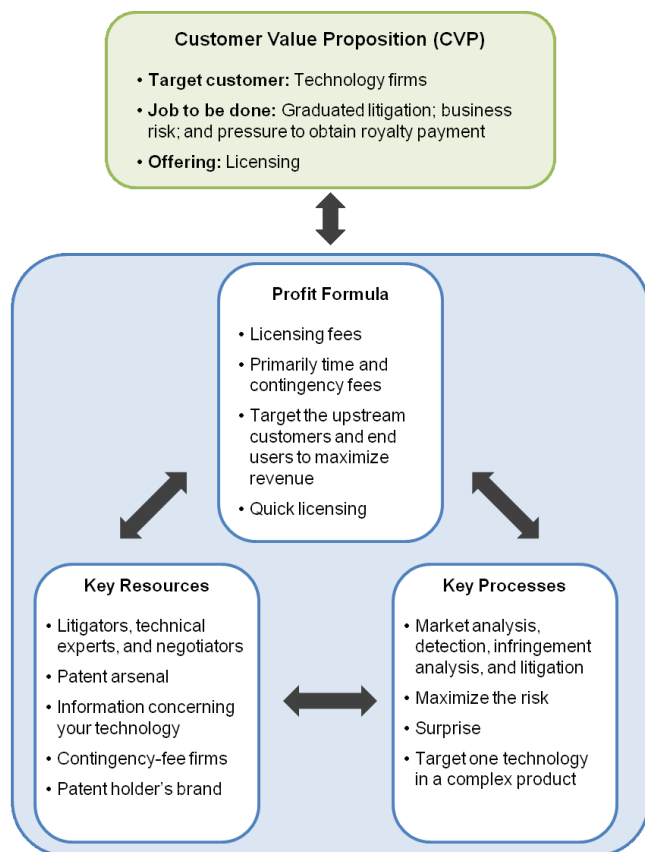 Customer Value Proposition (CVP)
• Target customer: Technology firms
• Job to be done: Graduated litigation; business
risk; and pressure to obtain royalty payment
• Offering: Licensing
Profit Formula
• Licensing fees
• Primarily time and
contingency fees
• Target the upstream
customers and end
users to maximize
revenue
• Quick licensing
Key Resources
• Litigators, technical
experts, and negotiators
• Patent arsenal
• Information concerning
your technology
• Contingency-fee firms
• Patent holder’s brand
Key Processes
• Market analysis,
detection, infringement
analysis, and litigation
• Maximize the risk
• Surprise
• Target one technology
in a complex product